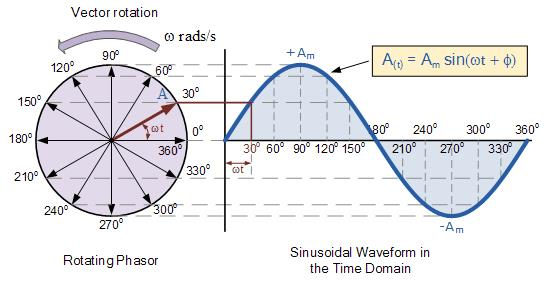 Vector rotation
ω rads/s
90°
120°
60°
+Am
A(t) = Am sin(ωt + ϕ)
150°
A
30°
180°
ωt
0°
360°
30° 60° 90° 120° 150°
180° 240° 300° 360°
210° 270° 330°
210°
330°
ωt
240°
300°
270°
-Am
Rotating Phasor
Sinusoidal Waveform in
the Time Domain